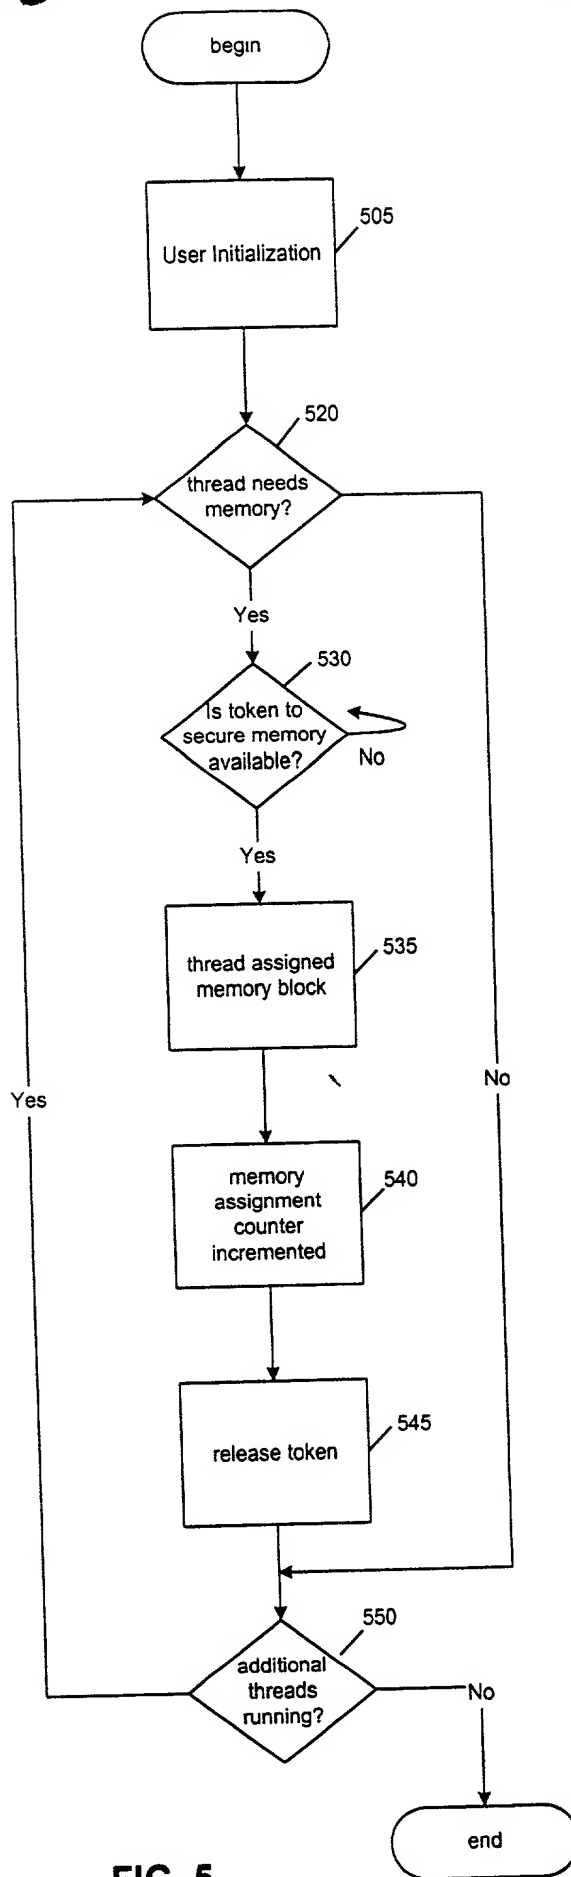 begin
505
User Initialization
520
thread needs
memory?
Yes
530
Is token to
secure memory
available?
No
Yes
535
thread assigned
memory block
Yes
No
540
memory
assignment
counter
incremented
545
release token
550
additional
threads
running?
No
end
FIG. 5